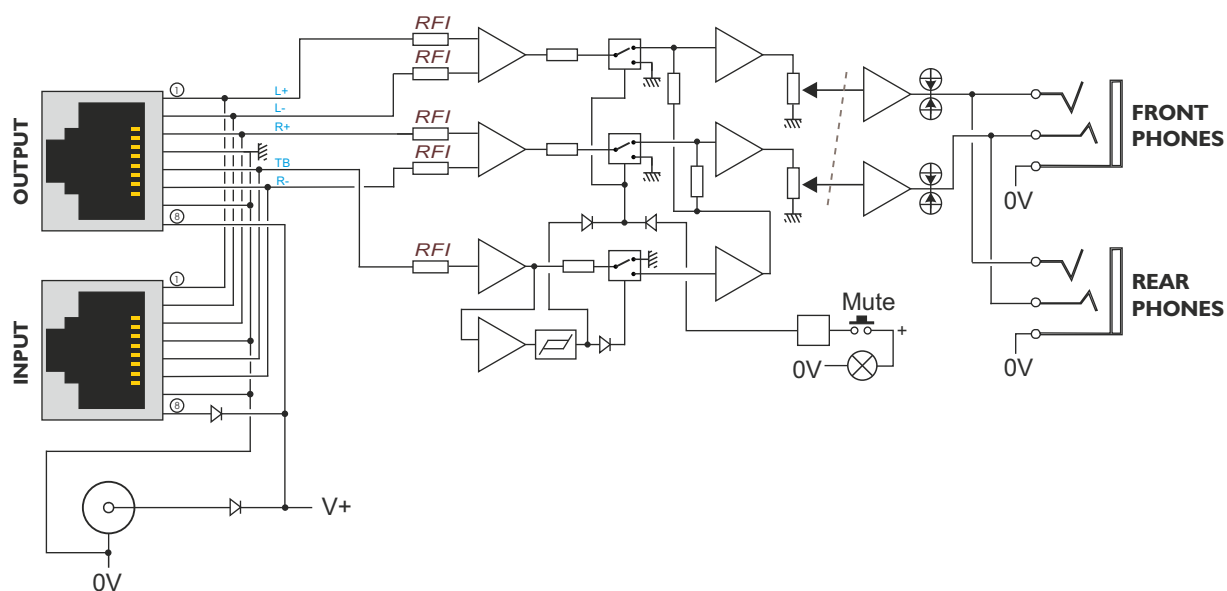 RFI
RFI
①
L+
L-
R+
RFI
TB
RFI
R-
⑧
OUTPUT
FRONT
PHONES
0V
RFI
①
INPUT
⑧
REAR
PHONES
Mute
+
0V
0V
V+
0V